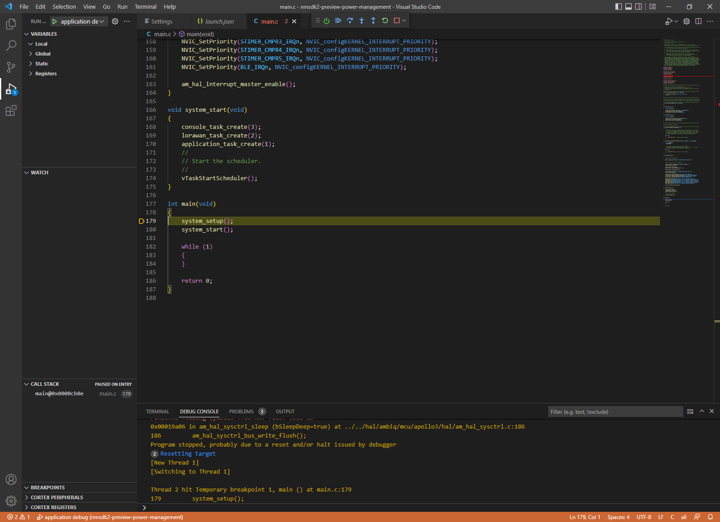 File Edit Selection View Go Run Terminal Help
main.c - nmsdk2-preview-power-management - Visual Studio Code
RUN ... application de
Settings launch.json main.c 2
main.c > main(void)
VARIABLES
Local
Global
Static
Registers
WATCH
CALL STACK PAUSED ON ENTRY
main@0x0000cb0e main.c 179
BREAKPOINTS
CORTEX PERIPHERALS
CORTEX REGISTERS
158 NVIC_SetPriority(STIMER_CMPR3_IRQn, NVIC_configKERNEL_INTERRUPT_PRIORITY);
159 NVIC_SetPriority(STIMER_CMPR4_IRQn, NVIC_configKERNEL_INTERRUPT_PRIORITY);
160 NVIC_SetPriority(STIMER_CMPR5_IRQn, NVIC_configKERNEL_INTERRUPT_PRIORITY);
161 NVIC_SetPriority(BLE_IRQn, NVIC_configKERNEL_INTERRUPT_PRIORITY);
162
163 am_hal_interrupt_master_enable();
164 }
165
166 void system_start(void)
167 {
168 console_task_create(3);
169 lorawan_task_create(2);
170 application_task_create(1);
171 //
172 // Start the scheduler.
173 //
174 vTaskStartScheduler();
175 }
176
177 int main(void)
178 {
179 system_setup();
180 system_start();
181
182 while (1)
183 {
184 }
185
186 return 0;
187 }
188
TERMINAL DEBUG CONSOLE PROBLEMS 3 OUTPUT
Filter (e.g. text, !exclude)
0x00019a06 in am_hal_sysctrl_sleep (bSleepDeep=true) at ../../hal/ambiq/mcu/apollo3/hal/am_hal_sysctrl.c:186
186 am_hal_sysctrl_bus_write_flush();
Program stopped, probably due to a reset and/or halt issued by debugger
2 Resetting target
[New Thread 1]
[Switching to Thread 1]
Thread 2 hit Temporary breakpoint 1, main () at main.c:179
179 system_setup();
2 1 application debug (nmsdk2-preview-power-management)
Ln 179, Col 1 Spaces: 4 UTF-8 LF C all